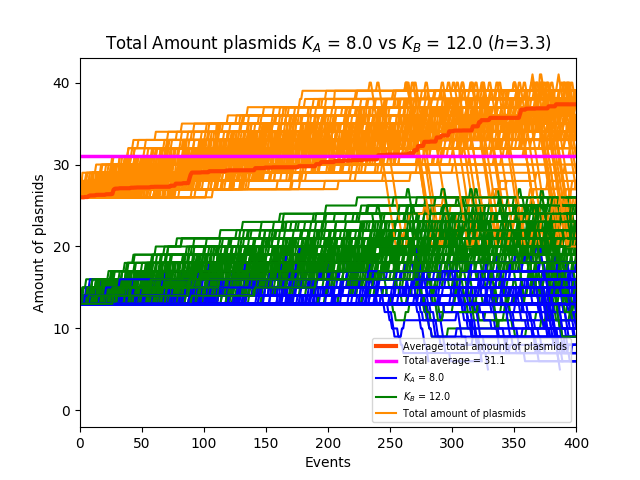 Total Amount plasmids K_A = 8.0 vs K_B = 12.0 (h=3.3)
40
30
20
10
0
Amount of plasmids
0 50 100 150 200 250 300 350 400
Events
Average total amount of plasmids
Total average = 31.1
K_A = 8.0
K_B = 12.0
Total amount of plasmids